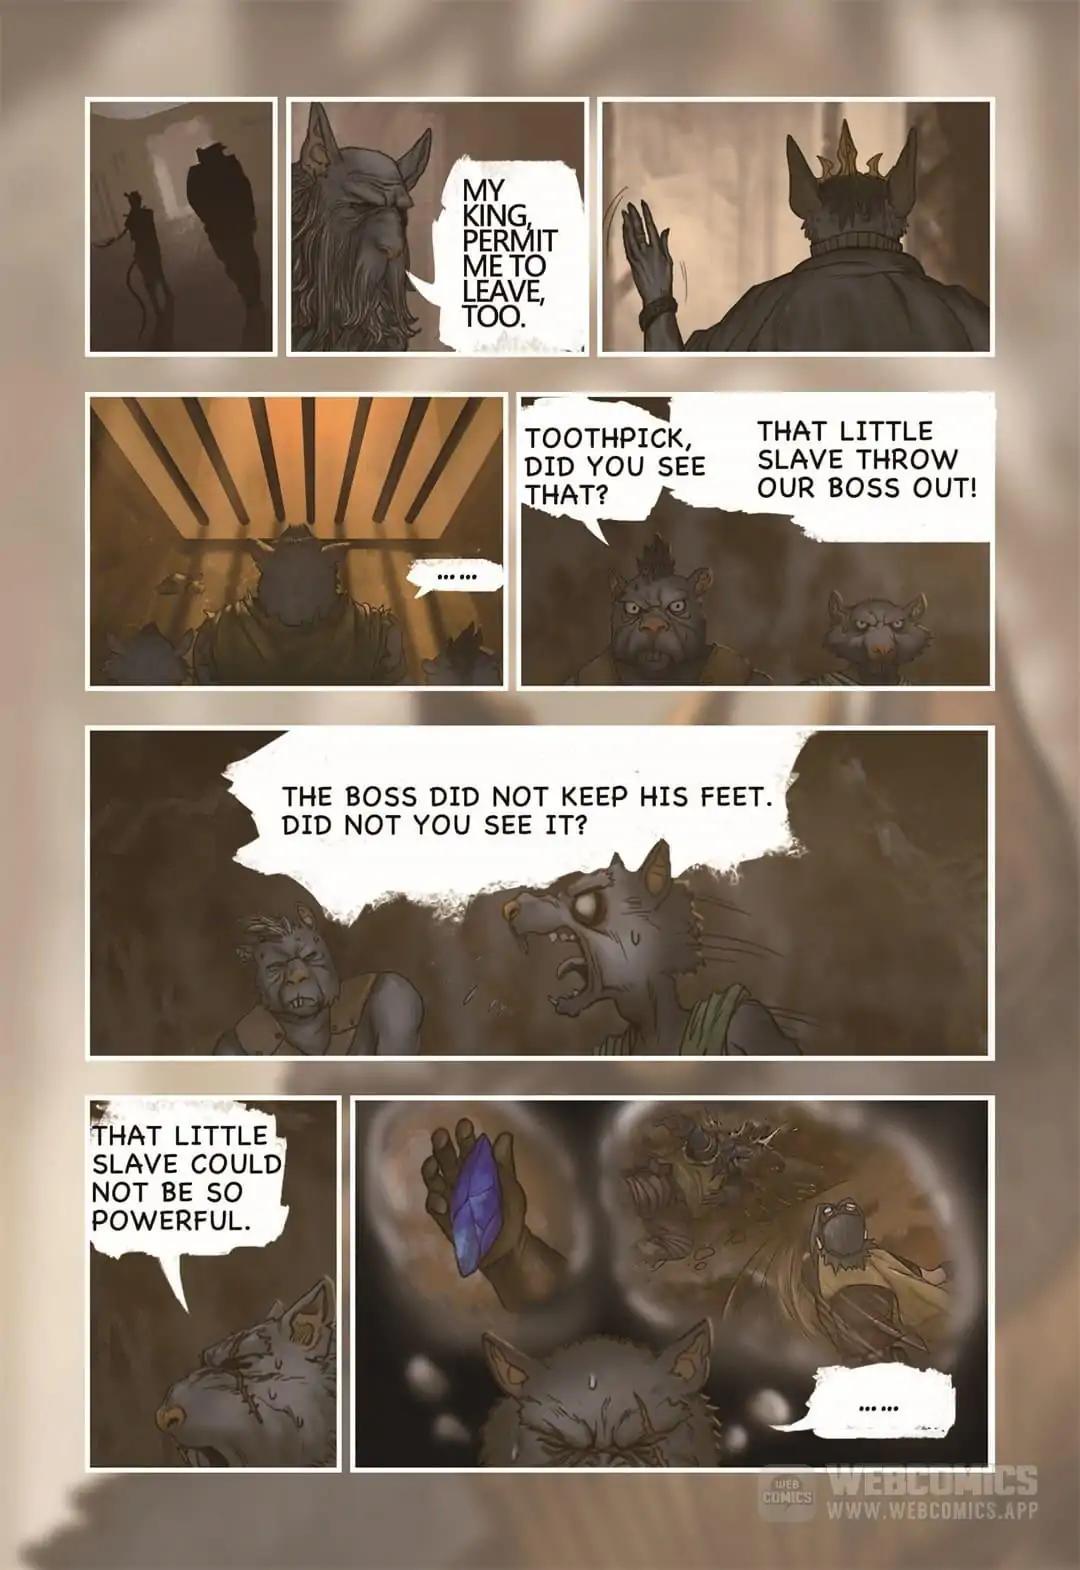 MY
KING,
PERMIT
ME TO
LEAVE,
TOO.
... ...
TOOTHPICK,
DID YOU SEE
THAT?
THAT LITTLE
SLAVE THROW
OUR BOSS OUT!
THE BOSS DID NOT KEEP HIS FEET.
DID NOT YOU SEE IT?
THAT LITTLE
SLAVE COULD
NOT BE SO
POWERFUL.
... ...
WEB
COMICS
WEBCOMICS
WWW.WEBCOMICS.APP